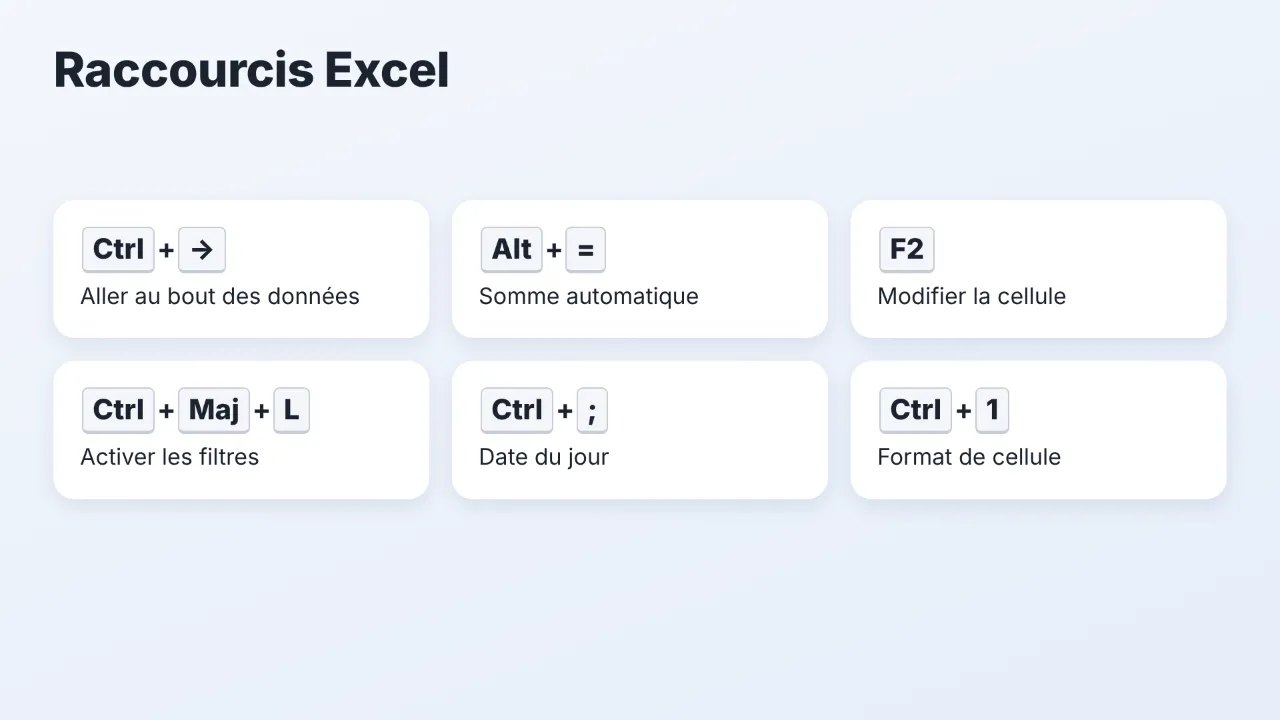 Raccourcis Excel
Ctrl + →
Aller au bout des données
Alt + =
Somme automatique
F2
Modifier la cellule
Ctrl + Maj + L
Activer les filtres
Ctrl + ;
Date du jour
Ctrl + 1
Format de cellule